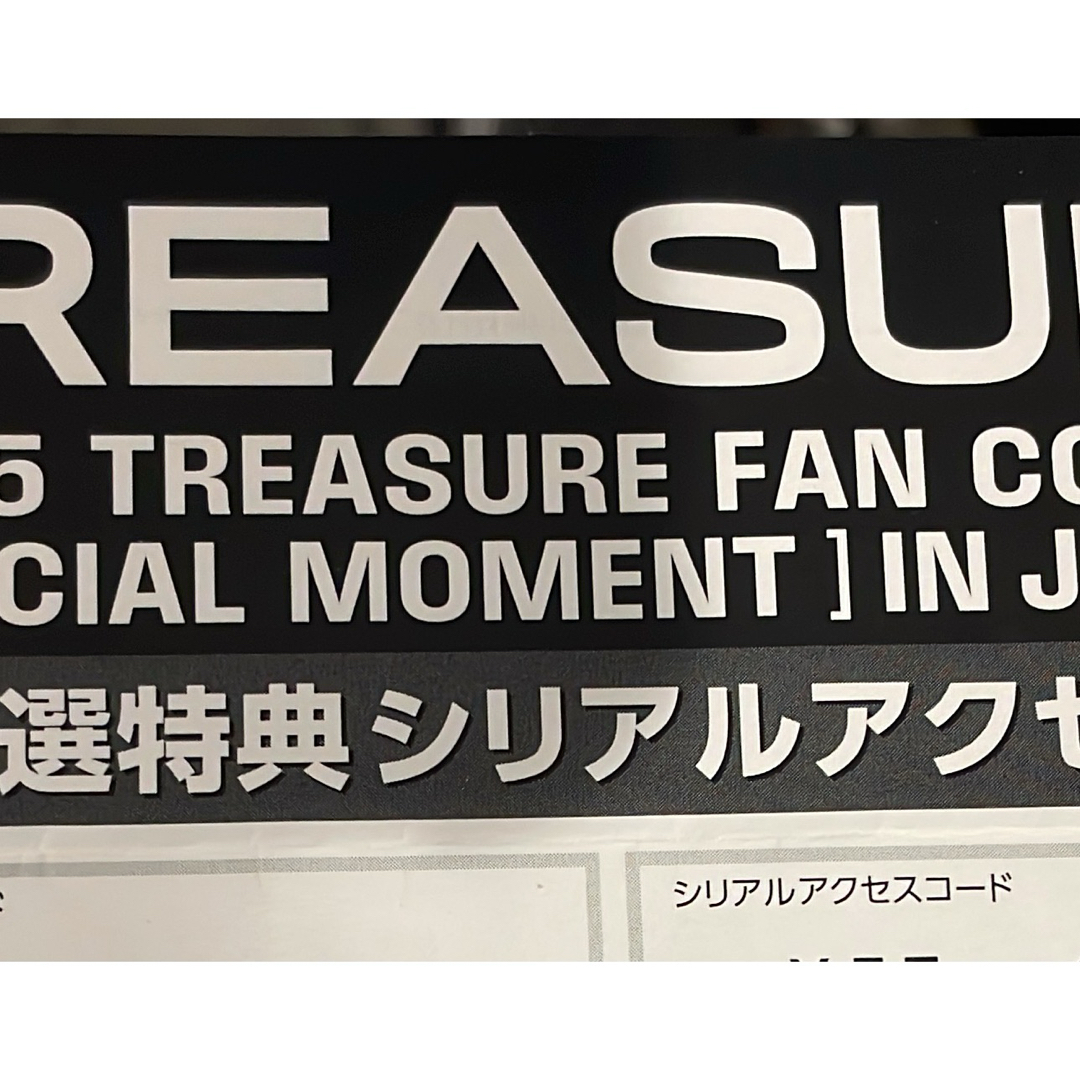 REASU
5 TREASURE FAN CO
CIAL MOMENT ] IN J
選特典シリアルアクセ
シリアルアクセスコード